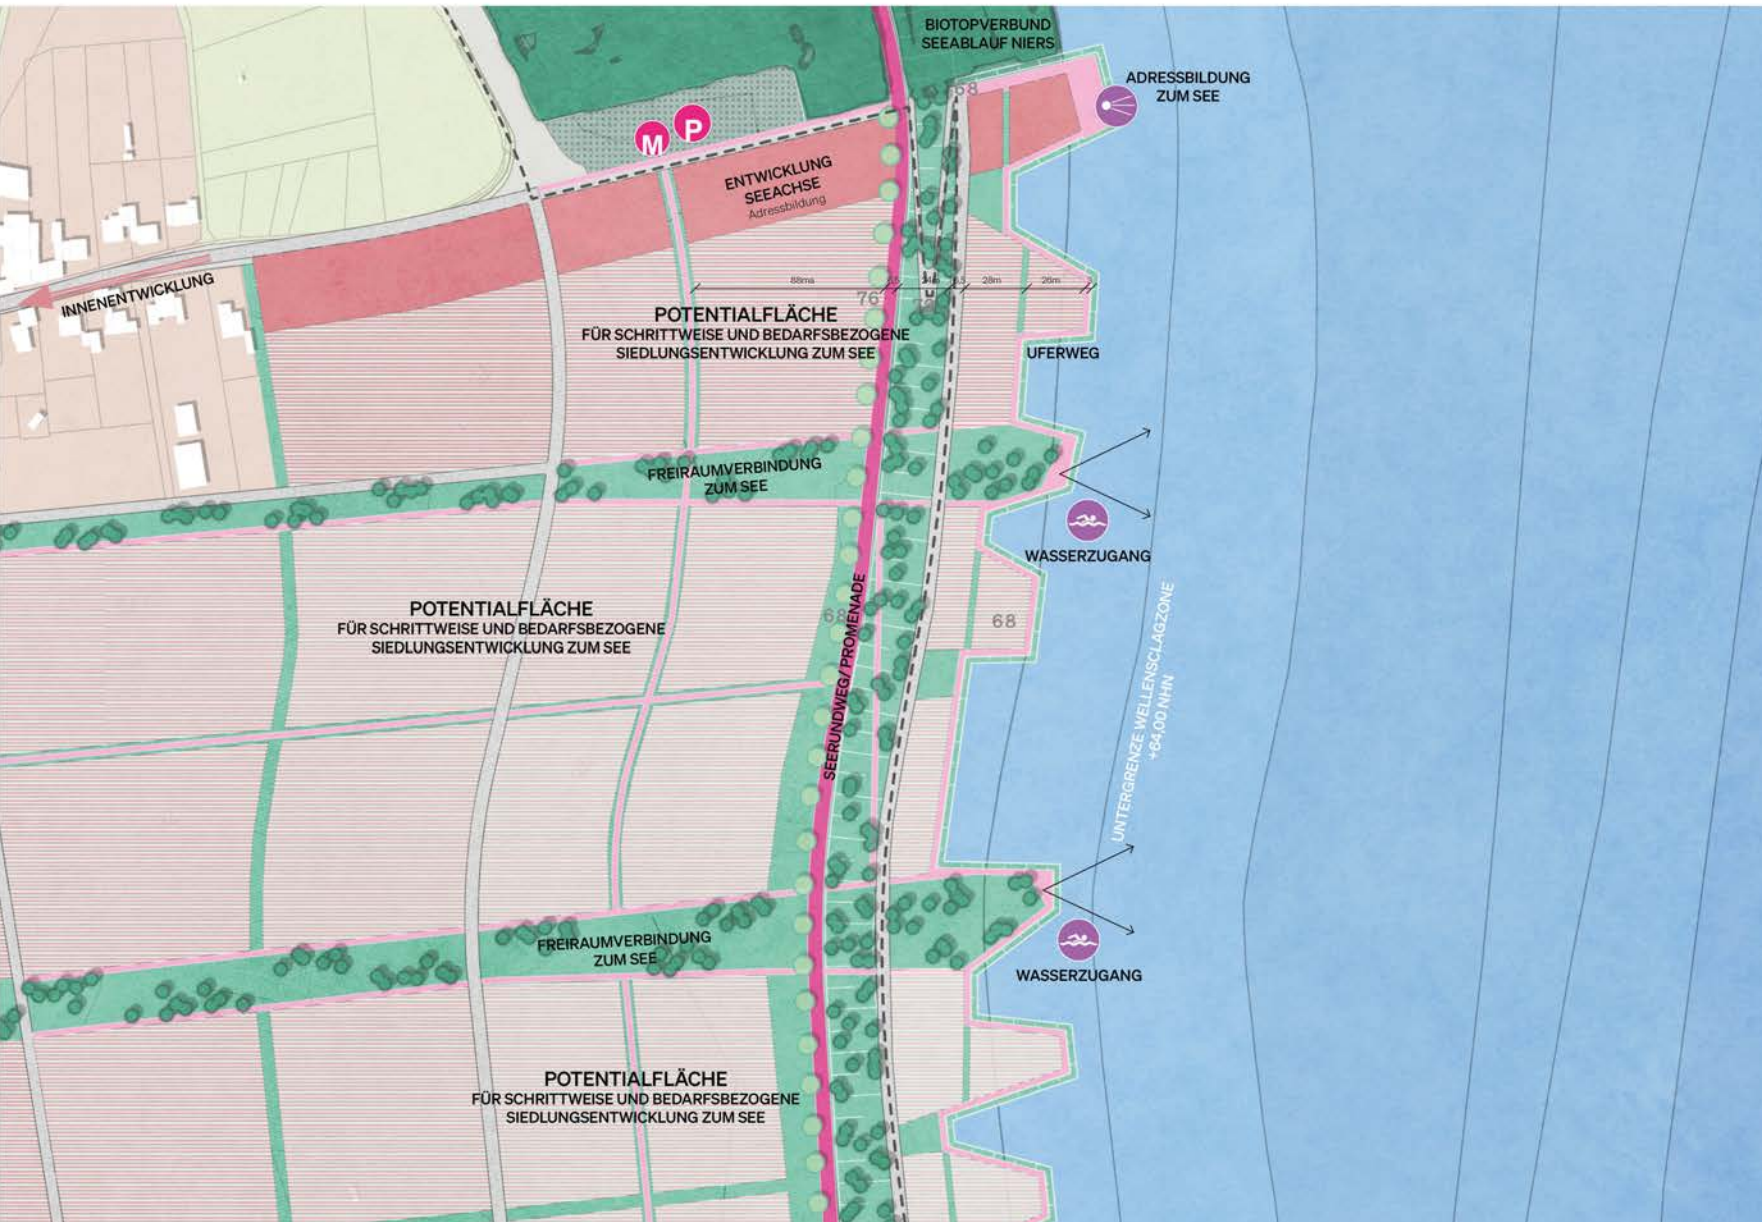 BIOTOPVERBUND
SEEABLAUF NIERS
ADRESSBILDUNG
ZUM SEE
58
M
P
ENTWICKLUNG
SEEACHSE
Adressbildung
INNENENTWICKLUNG
88ms
28m
26m
76
POTENTIALFLÄCHE
FÜR SCHRITTWEISE UND BEDARFSBEZOGENE
SIEDLUNGSENTWICKLUNG ZUM SEE
UFERWEG
FREIRAUMVERBINDUNG
ZUM SEE
WASSERZUGANG
POTENTIALFLÄCHE
FÜR SCHRITTWEISE UND BEDARFSBEZOGENE
SIEDLUNGSENTWICKLUNG ZUM SEE
68
68
SEERUNDWEG/ PROMENADE
UNTERGRENZE WELLENSCLAGZONE
+64,00 NHN
FREIRAUMVERBINDUNG
ZUM SEE
WASSERZUGANG
POTENTIALFLÄCHE
FÜR SCHRITTWEISE UND BEDARFSBEZOGENE
SIEDLUNGSENTWICKLUNG ZUM SEE